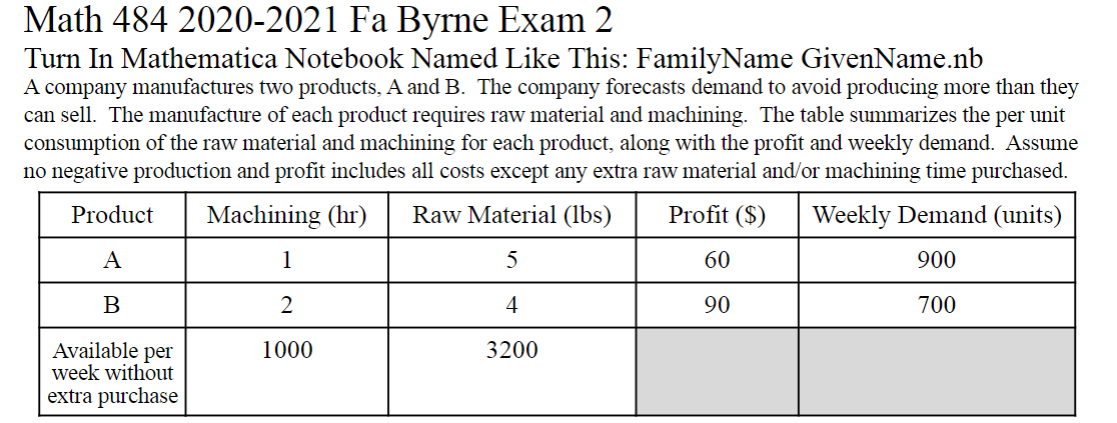 Math 484 2020-2021 Fa Byrne Exam 2
Turn In Mathematica Notebook Named Like This: FamilyName GivenName.nb
A company manufactures two products, A and B. The company forecasts demand to avoid producing more than they
can sell. The manufacture of each product requires raw material and machining. The table summarizes the per unit
consumption of the raw material and machining for each product, along with the profit and weekly demand. Assume
no negative production and profit includes all costs except any extra raw material and/or machining time purchased.
Product Machining (hr) Raw Material (lbs) Profit ($) Weekly Demand (units)
A 1 5 60 900
B 2 4 90 700
Available per 1000 3200
week without
extra purchase